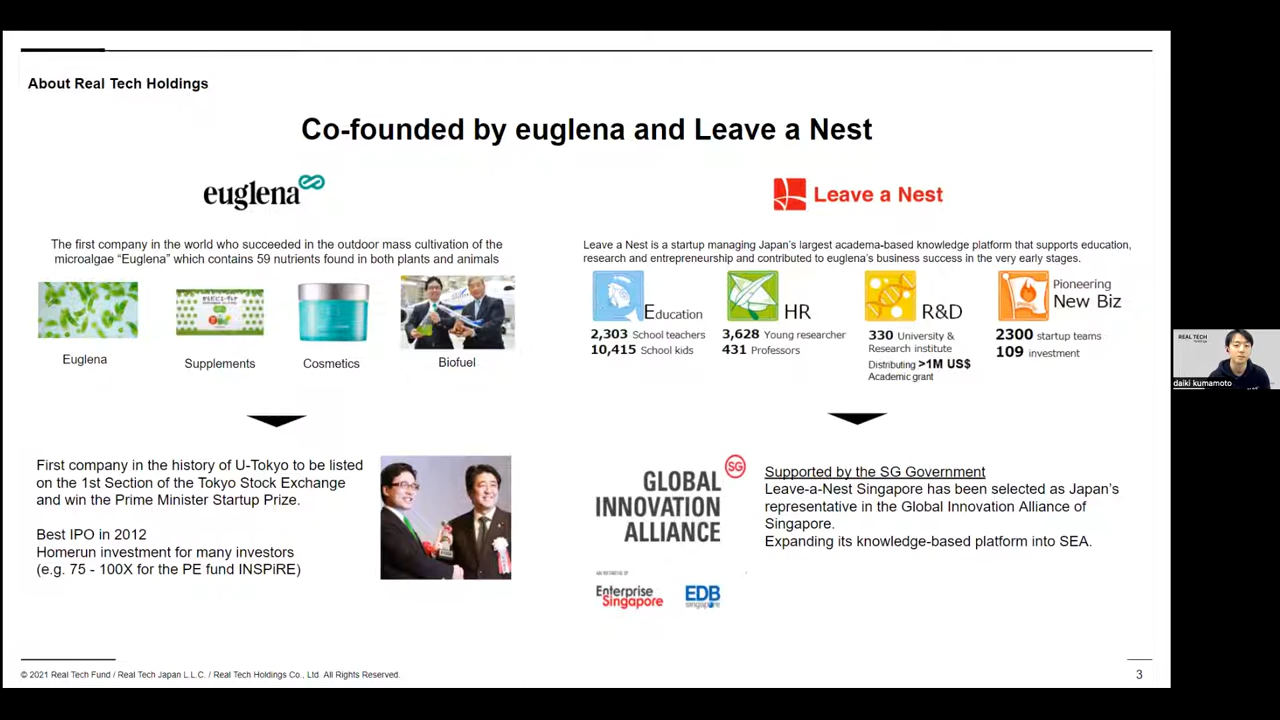 About Real Tech Holdings
Co-founded by euglena and Leave a Nest
euglena
The first company in the world who succeeded in the outdoor mass cultivation of the
microalgae “Euglena” which contains 59 nutrients found in both plants and animals
Euglena
Supplements
Cosmetics
Biofuel
First company in the history of U-Tokyo to be listed
on the 1st Section of the Tokyo Stock Exchange
and win the Prime Minister Startup Prize.
Best IPO in 2012
Homerun investment for many investors
(e.g. 75 - 100X for the PE fund INSPiRE)
Leave a Nest
Leave a Nest is a startup managing Japan's largest academa-based knowledge platform that supports education,
research and entrepreneurship and contributed to euglena's business success in the very early stages.
Education
2,303 School teachers
10,415 School kids
HR
3,628 Young researcher
431 Professors
R&D
330 University &
Research institute
Distributing >1M US$
Academic grant
Pioneering
New Biz
2300 startup teams
109 investment
SG
GLOBAL
INNOVATION
ALLIANCE
AN INITIATIVE OF
Enterprise
Singapore
EDB
singapore
Supported by the SG Government
Leave-a-Nest Singapore has been selected as Japan's
representative in the Global Innovation Alliance of
Singapore.
Expanding its knowledge-based platform into SEA.
© 2021 Real Tech Fund / Real Tech Japan L.L.C. / Real Tech Holdings Co., Ltd All Rights Reserved.
3
REAL TECH
daiki kumamoto